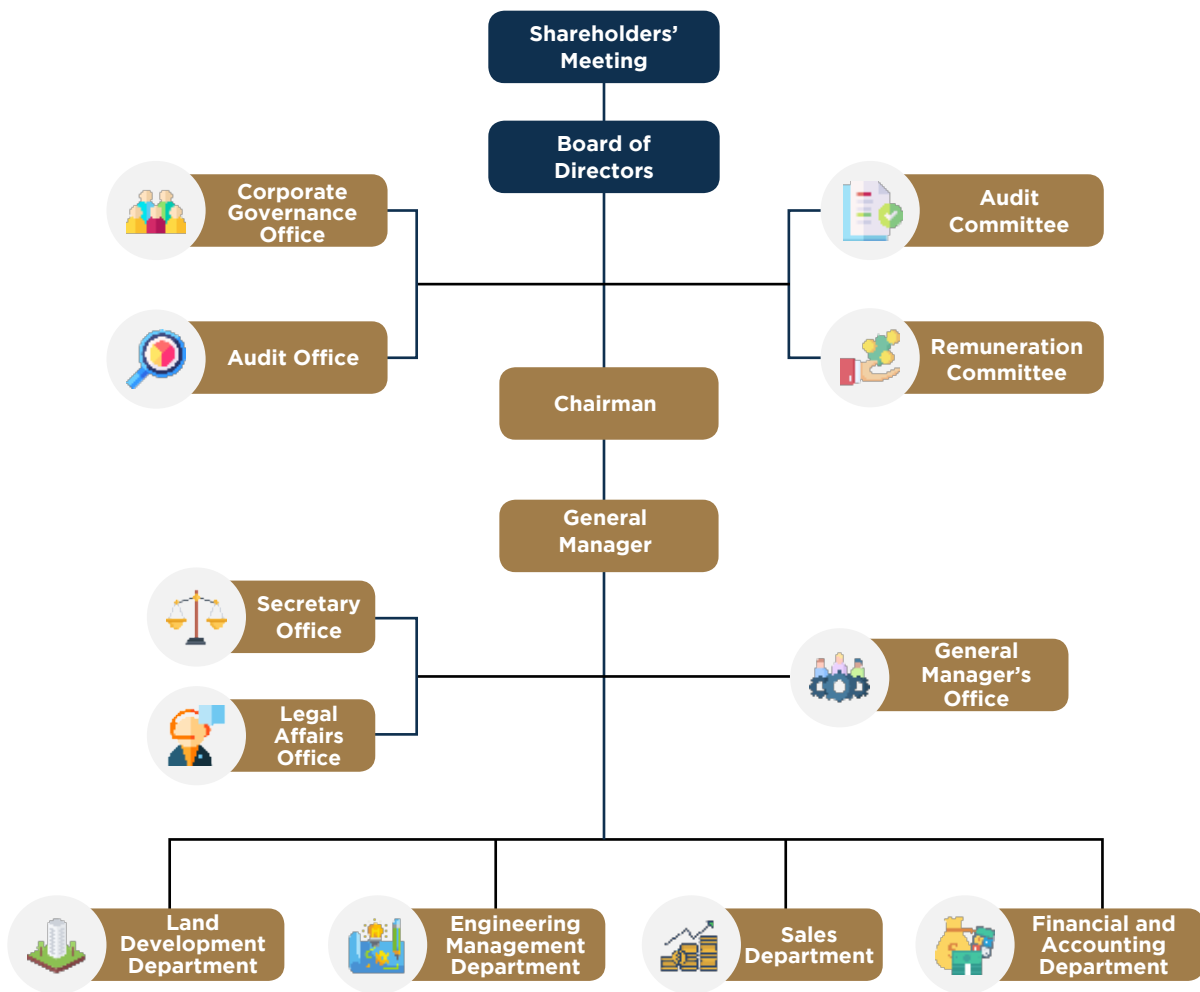 Shareholders’
Meeting
Board of
Directors
Corporate
Governance
Office
Audit
Committee
Audit Office
Remuneration
Committee
Chairman
General
Manager
Secretary
Office
General
Manager’s
Office
Legal
Affairs
Office
Land
Development
Department
Engineering
Management
Department
Sales
Department
Financial and
Accounting
Department